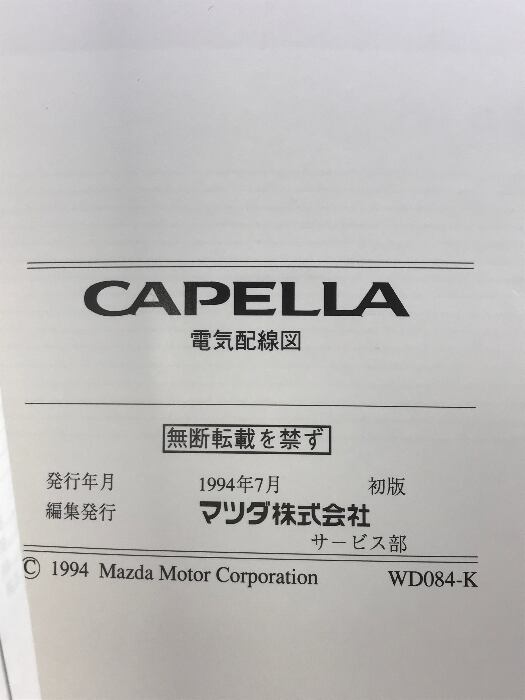 CAPELLA
電気配線図
無断転載を禁ず
発行年月 1994年7月 初版
編集発行 マツダ株式会社
サービス部
© 1994 Mazda Motor Corporation WD084-K